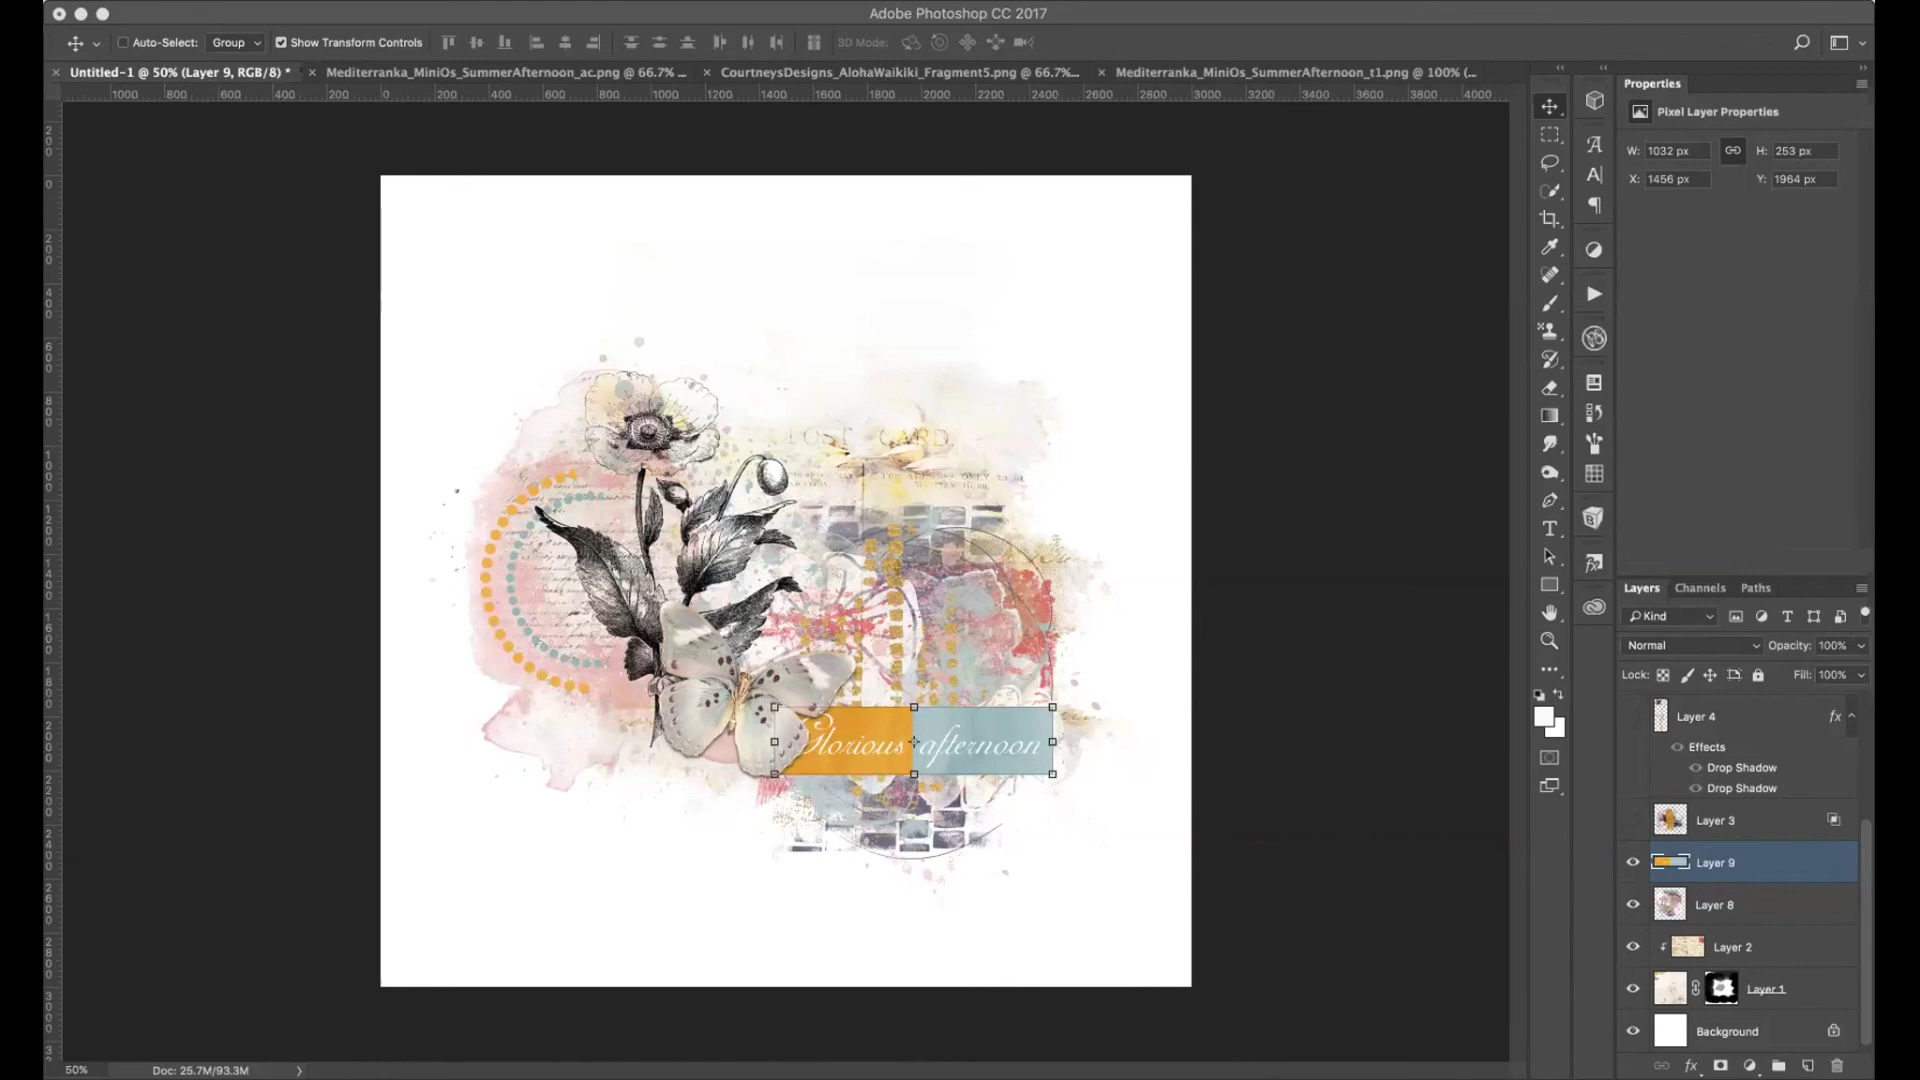 Adobe Photoshop CC 2017
Auto-Select: Group Show Transform Controls 3D Mode:
Untitled-1 @ 50% (Layer 9, RGB/8) * Mediterranka_MiniOs_SummerAfternoon_ac.png @ 66.7% ... CourtneysDesigns_AlohaWaikiki_Fragment5.png @ 66.7%... Mediterranka_MiniOs_SummerAfternoon_t1.png @ 100% (...
1000 800 600 400 200 0 200 400 600 800 1000 1200 1400 1600 1800 2000 2200 2400 2600 2800 3000 3200 3400 3600 3800 4000
Properties
Pixel Layer Properties
W: 1032 px H: 253 px
X: 1456 px Y: 1964 px
POST CARD
Glorious afternoon
Layers Channels Paths
Kind
Normal Opacity: 100%
Lock: Fill: 100%
Layer 4 fx
Effects
Drop Shadow
Drop Shadow
Layer 3
Layer 9
Layer 8
Layer 2
Layer 1
Background
50% Doc: 25.7M/93.3M